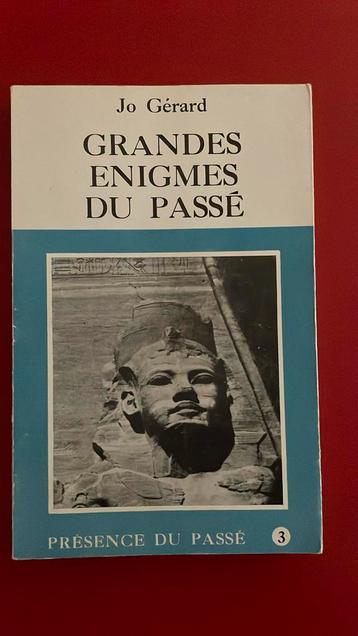 Jo Gérard
GRANDES
ENIGMES
DU PASSÉ
PRÉSENCE DU PASSÉ 3